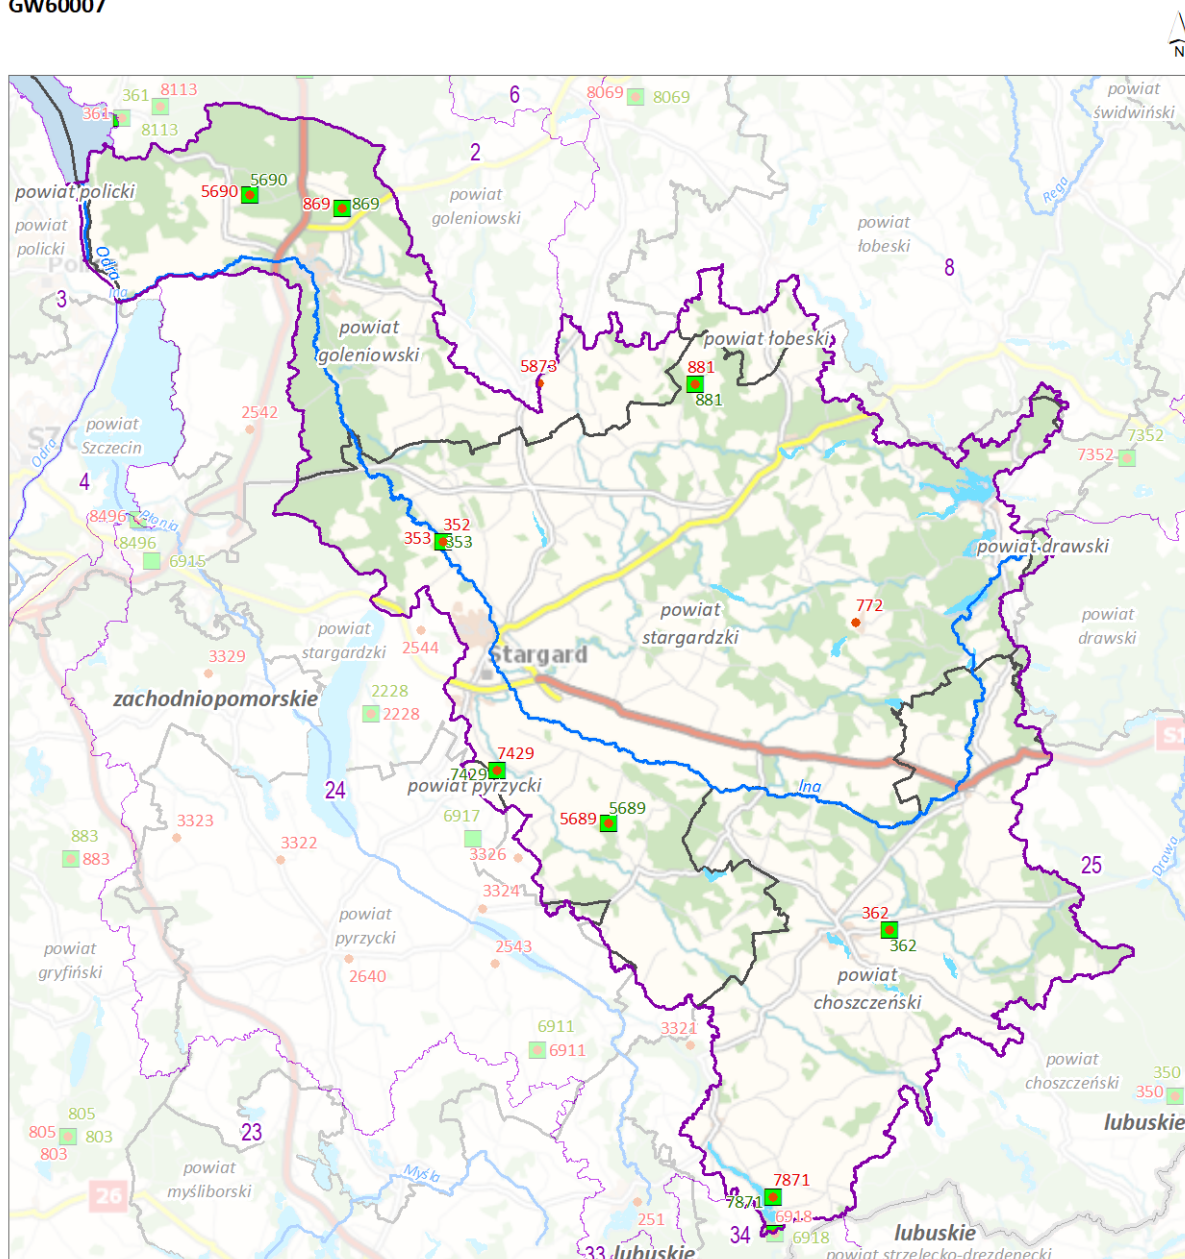 GW60007
N
6
361
8113
361
8113
8069
8069
powiat
świdwiński
2
powiat policki
5690
5690
869
869
powiat
goleniowski
Rega
powiat
policki
powiat
łobeski
Odra
Ina
8
3
powiat
goleniowski
powiat łobeski
5873
881
881
2542
powiat
Szczecin
Odra
4
7352
7352
8496
Płonia
8496
6915
352
353
353
powiat drawski
powiat
stargardzki
772
powiat
drawski
powiat
stargardzki
2544
Stargard
3329
zachodniopomorskie
2228
2228
7429
7429
powiat pyrzycki
24
Ina
5689
5689
3323
6917
883
883
3322
3326
Drawa
25
3324
362
362
powiat
pyrzycki
powiat
gryfiński
2543
2640
powiat
choszczeński
3321
6911
6911
powiat
choszczeński
350
350
805
805
803
803
lubuskie
23
powiat
myśliborski
Myśla
26
7871
7871
251
6918
6918
34
lubuskie
33
lubuskie
powiat strzelecko-drezdenecki